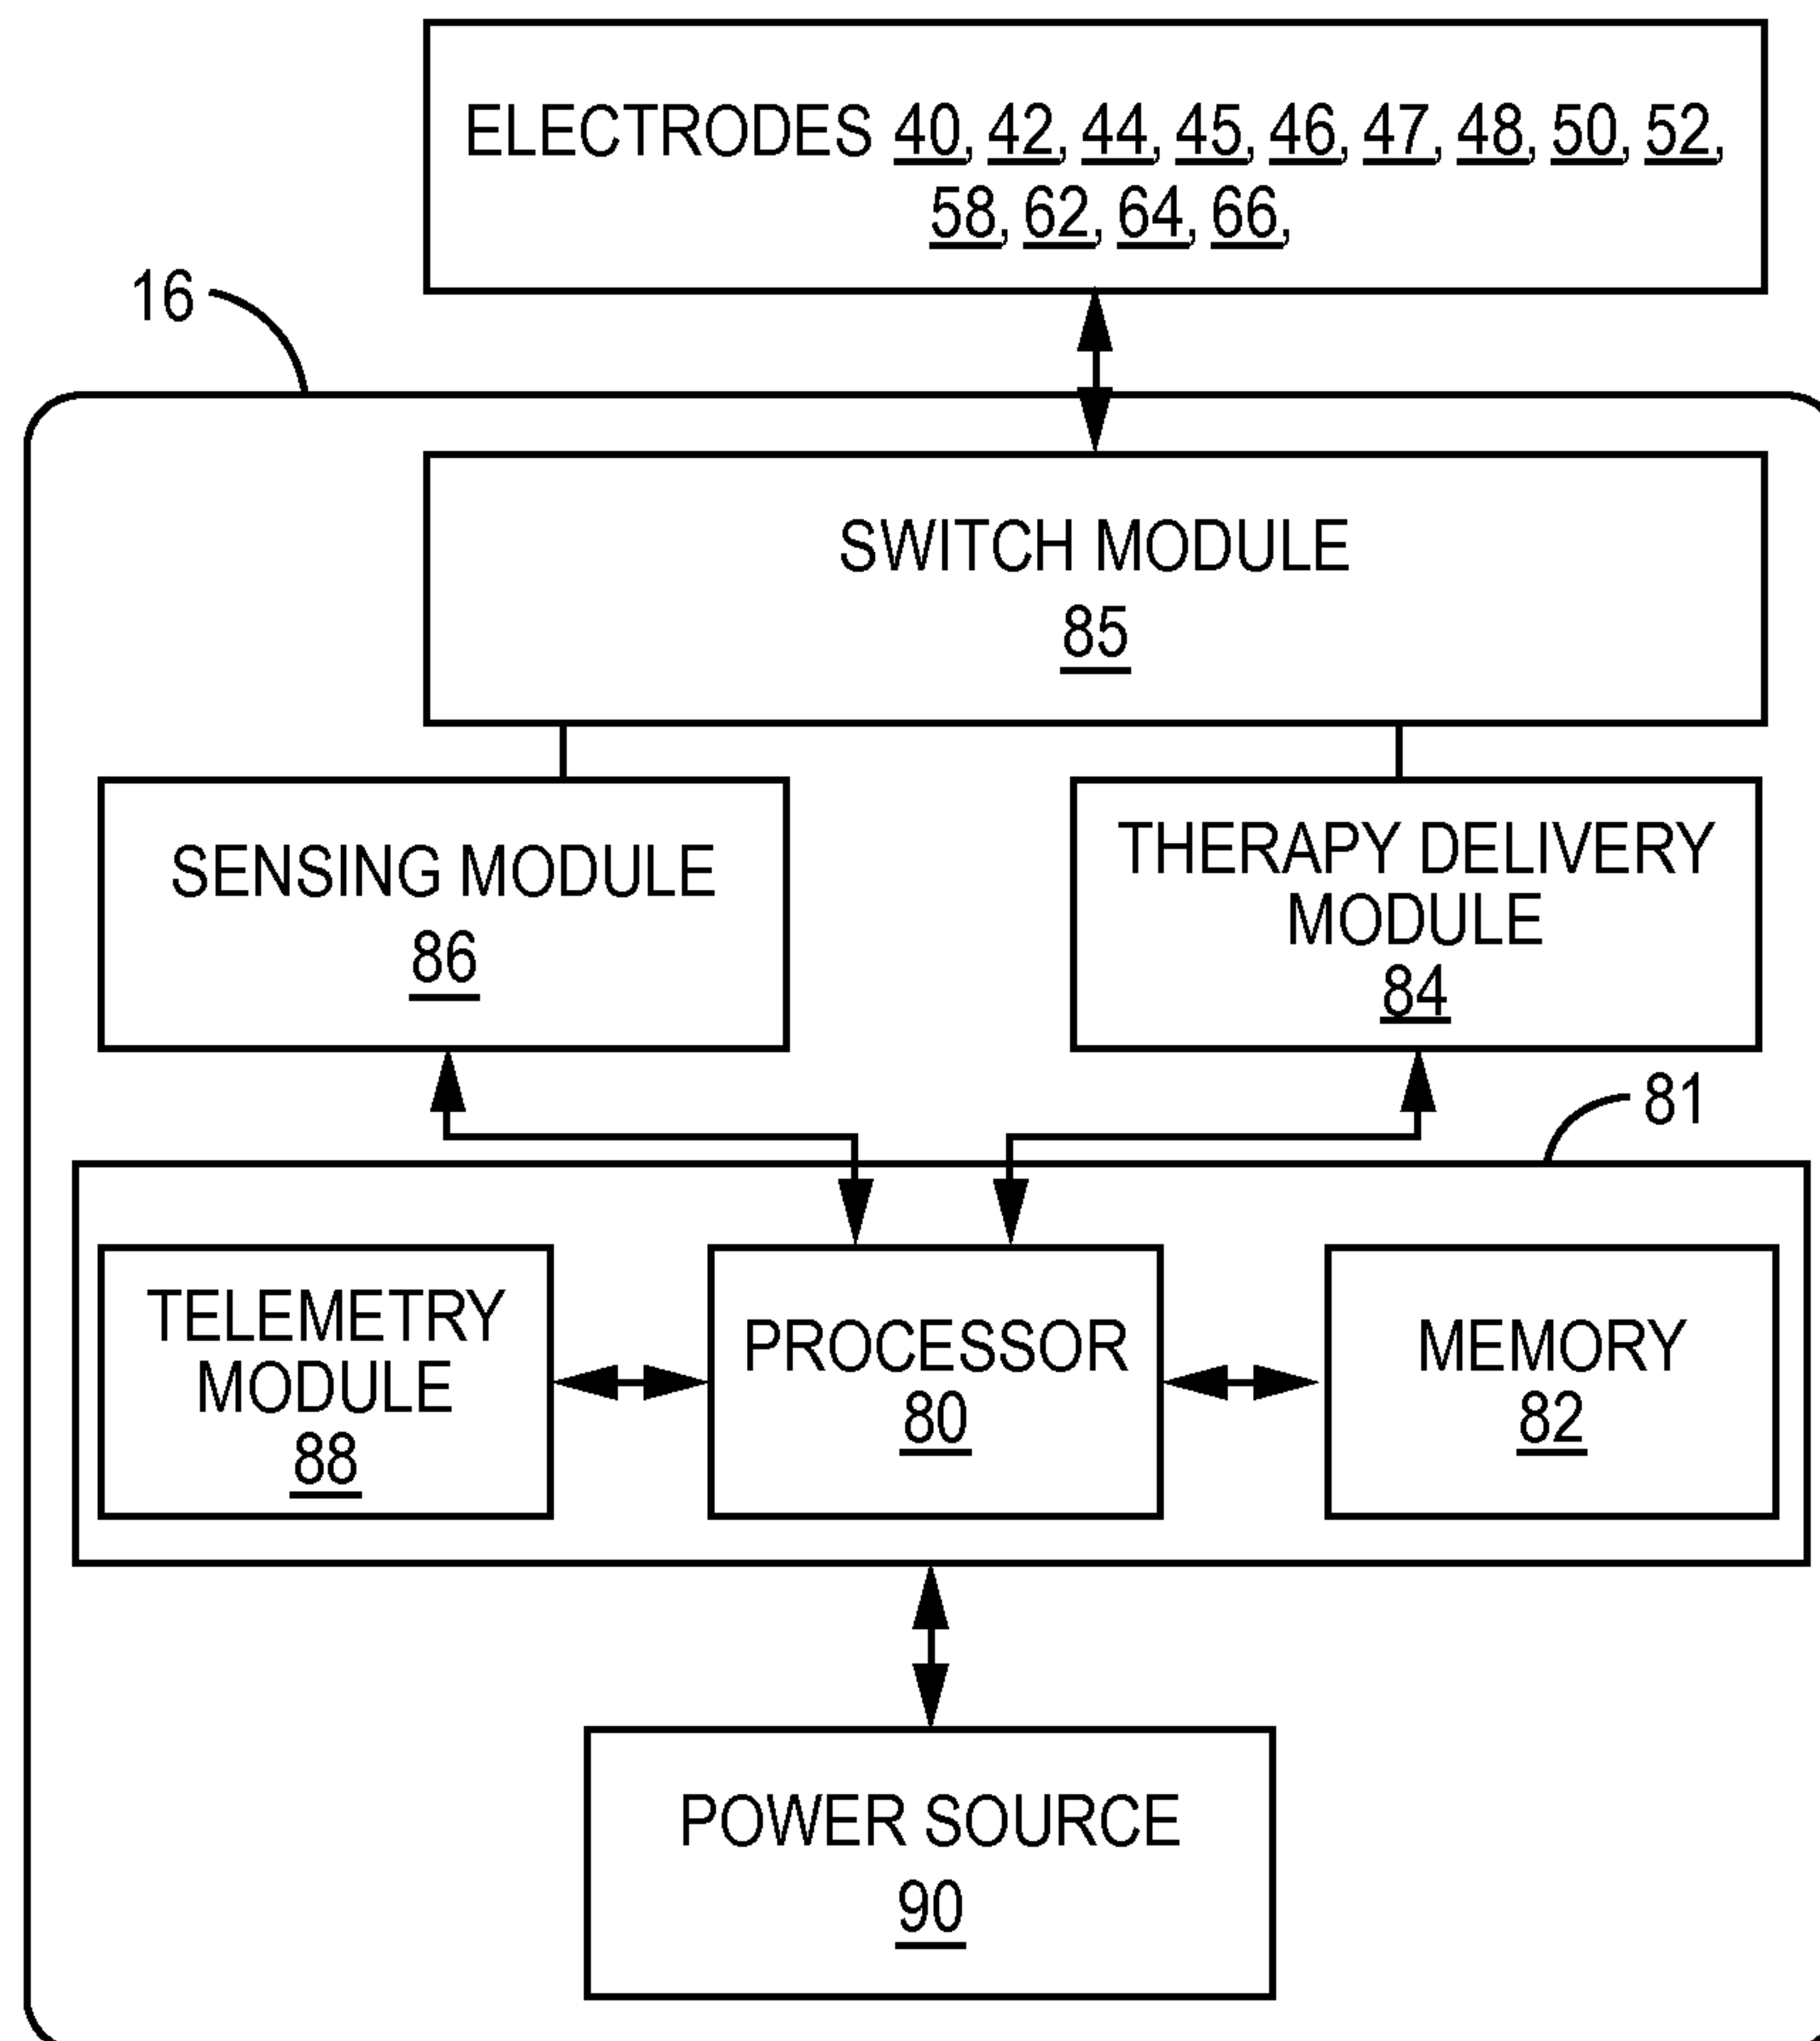 ELECTRODES 40, 42, 44, 45, 46, 47, 48, 50, 52,
58, 62, 64, 66,
16
SWITCH MODULE
85
SENSING MODULE
86
THERAPY DELIVERY
MODULE
84
81
TELEMETRY
MODULE
88
PROCESSOR
80
MEMORY
82
POWER SOURCE
90